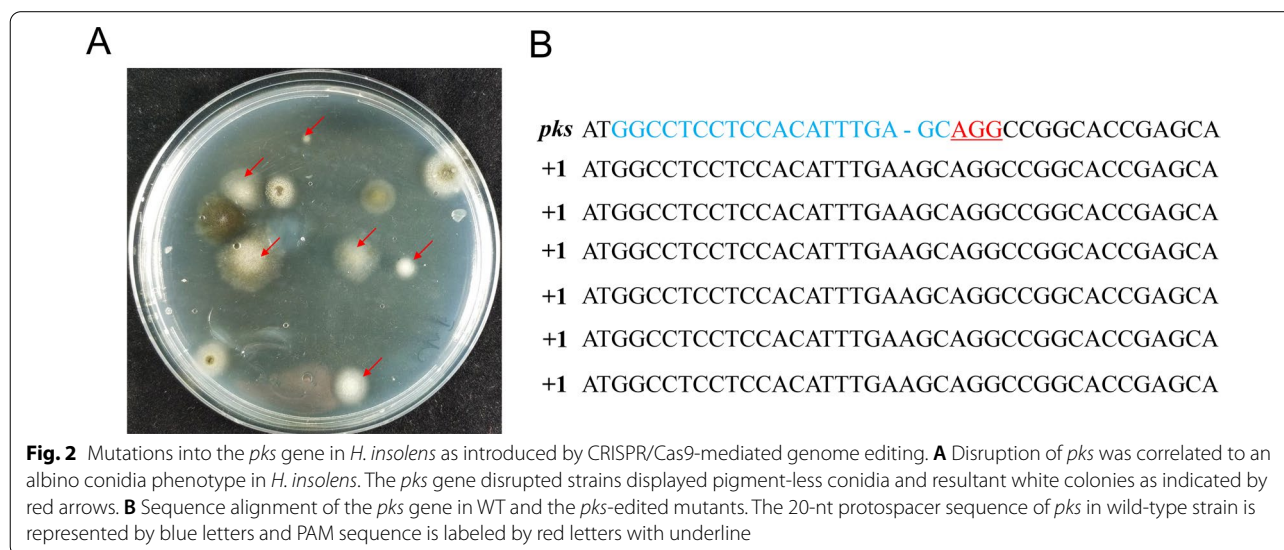 A
B
pks ATGGCCTCCTCCACATTTGA - GCAGGCCGGCACCGAGCA
+1 ATGGCCTCCTCCACATTTGAAGCAGGCCGGCACCGAGCA
+1 ATGGCCTCCTCCACATTTGAAGCAGGCCGGCACCGAGCA
+1 ATGGCCTCCTCCACATTTGAAGCAGGCCGGCACCGAGCA
+1 ATGGCCTCCTCCACATTTGAAGCAGGCCGGCACCGAGCA
+1 ATGGCCTCCTCCACATTTGAAGCAGGCCGGCACCGAGCA
+1 ATGGCCTCCTCCACATTTGAAGCAGGCCGGCACCGAGCA
Fig. 2 Mutations into the pks gene in H. insolens as introduced by CRISPR/Cas9-mediated genome editing. A Disruption of pks was correlated to an
albino conidia phenotype in H. insolens. The pks gene disrupted strains displayed pigment-less conidia and resultant white colonies as indicated by
red arrows. B Sequence alignment of the pks gene in WT and the pks-edited mutants. The 20-nt protospacer sequence of pks in wild-type strain is
represented by blue letters and PAM sequence is labeled by red letters with underline